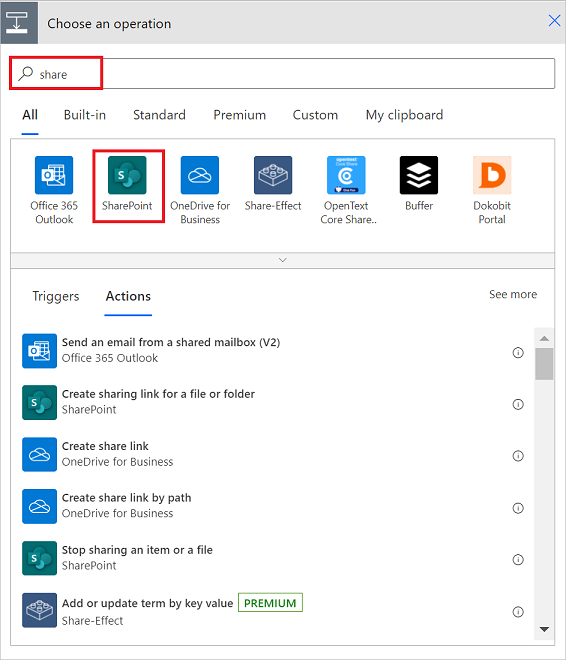 Choose an operation
share
All Built-in Standard Premium Custom My clipboard
Office 365 Outlook
SharePoint
OneDrive for Business
Share-Effect
opentext Core Share
OpenText Core Share..
Buffer
Dokobit Portal
Triggers Actions See more
Send an email from a shared mailbox (V2)
Office 365 Outlook
Create sharing link for a file or folder
SharePoint
Create share link
OneDrive for Business
Create share link by path
OneDrive for Business
Stop sharing an item or a file
SharePoint
Add or update term by key value PREMIUM
Share-Effect